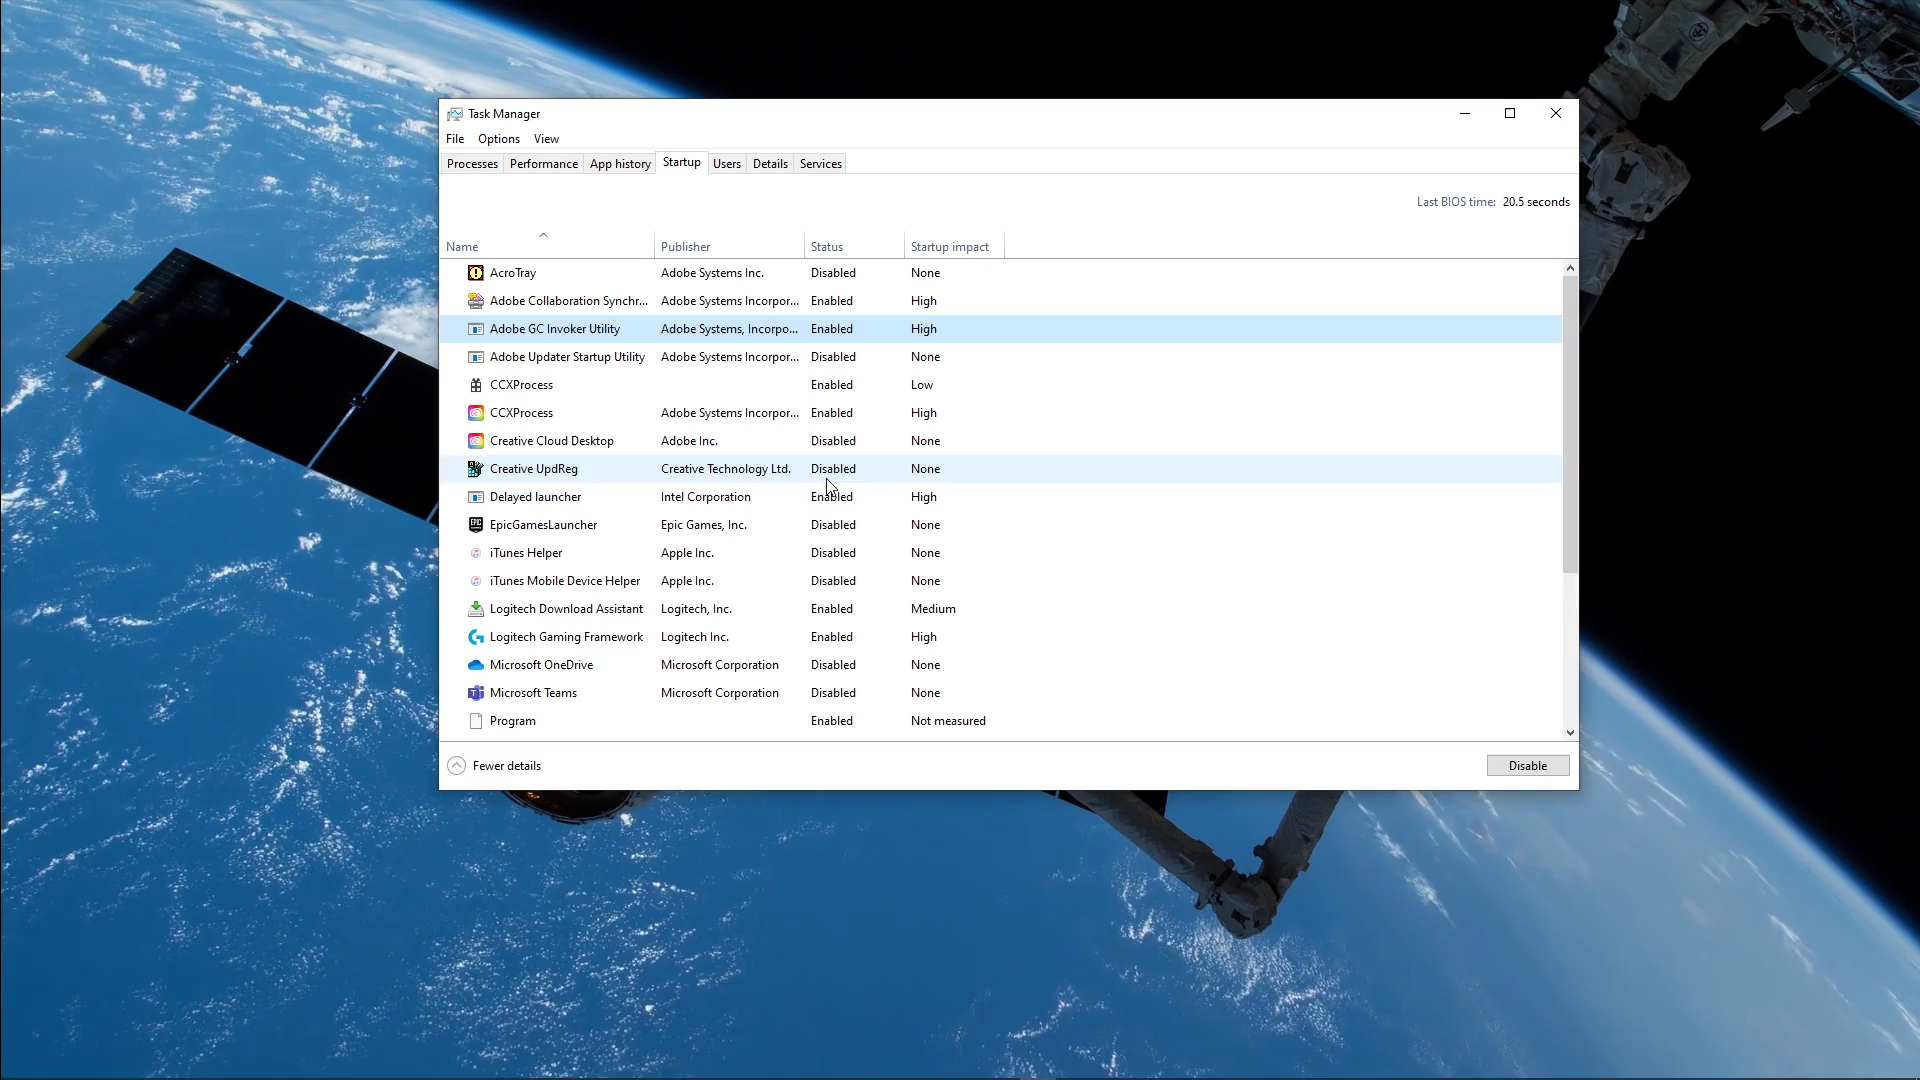 Task Manager
File Options View
Processes Performance App history Startup Users Details Services
Last BIOS time: 20.5 seconds
Name Publisher Status Startup impact
AcroTray Adobe Systems Inc. Disabled None
Adobe Collaboration Synchr... Adobe Systems Incorpor... Enabled High
Adobe GC Invoker Utility Adobe Systems, Incorpo... Enabled High
Adobe Updater Startup Utility Adobe Systems Incorpor... Disabled None
CCXProcess Enabled Low
CCXProcess Adobe Systems Incorpor... Enabled High
Creative Cloud Desktop Adobe Inc. Disabled None
Creative UpdReg Creative Technology Ltd. Disabled None
Delayed launcher Intel Corporation Enabled High
EpicGamesLauncher Epic Games, Inc. Disabled None
iTunes Helper Apple Inc. Disabled None
iTunes Mobile Device Helper Apple Inc. Disabled None
Logitech Download Assistant Logitech, Inc. Enabled Medium
Logitech Gaming Framework Logitech Inc. Enabled High
Microsoft OneDrive Microsoft Corporation Disabled None
Microsoft Teams Microsoft Corporation Disabled None
Program Enabled Not measured
Fewer details Disable